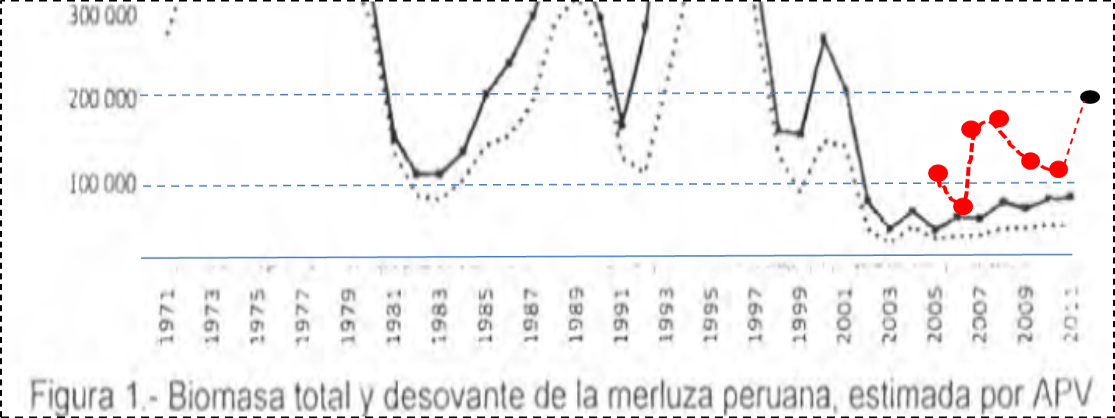 300 000
200 000
100 000
1971 1973 1975 1977 1979 1981 1983 1985 1987 1989 1991 1993 1995 1997 1999 2001 2003 2005 2007 2009 2011
Figura 1.- Biomasa total y desovante de la merluza peruana, estimada por APV